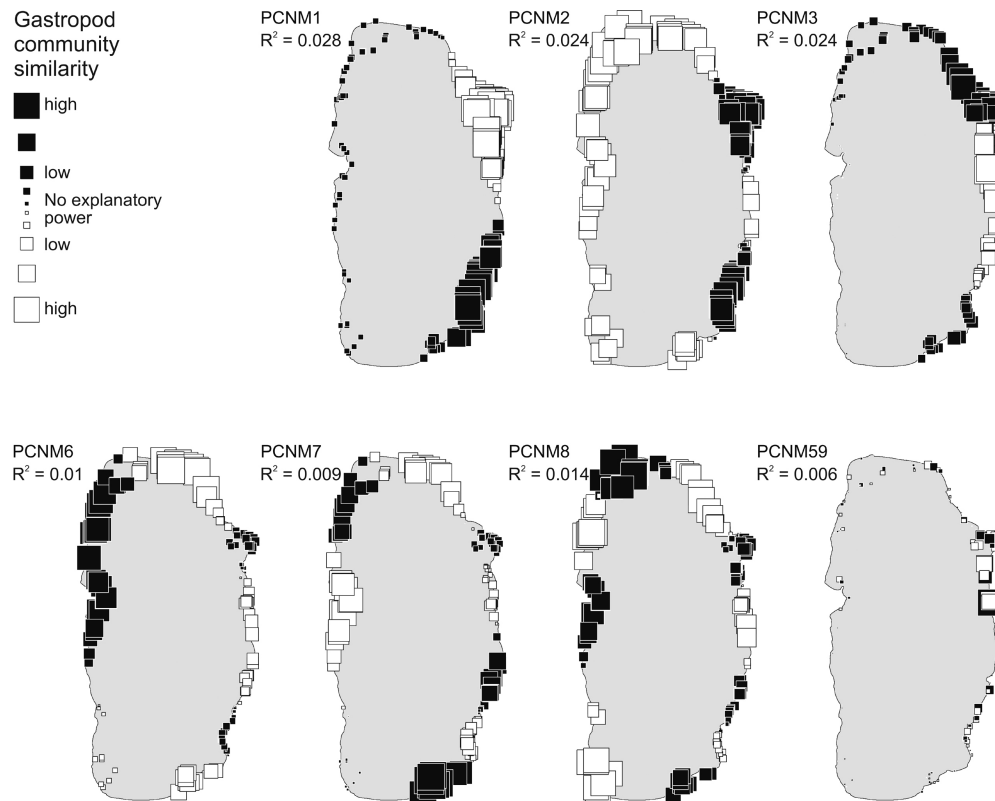 Gastropod
community
similarity
high
low
No explanatory
power
low
high
PCNM1
R² = 0.028
PCNM2
R² = 0.024
PCNM3
R² = 0.024
PCNM6
R² = 0.01
PCNM7
R² = 0.009
PCNM8
R² = 0.014
PCNM59
R² = 0.006